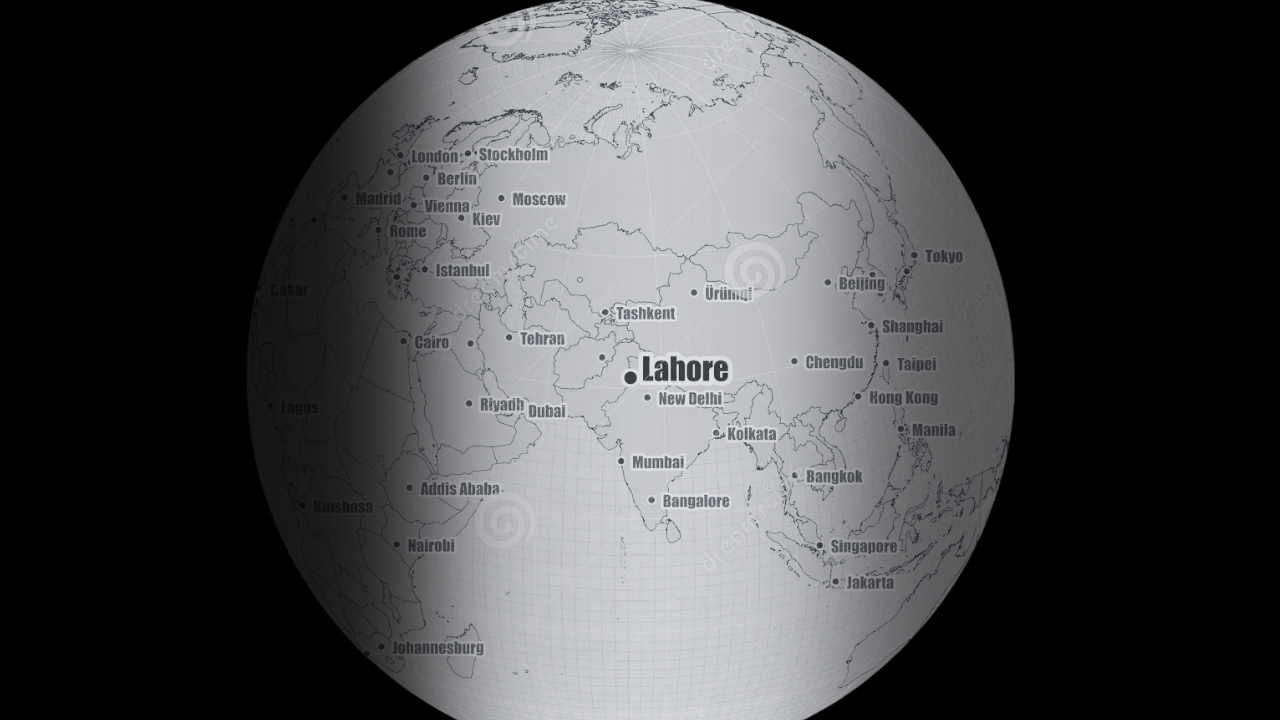 London
Stockholm
Berlin
Madrid
Vienna
Moscow
Kiev
Rome
Istanbul
Tokyo
Dakar
Ürümqi
Beijing
Tashkent
Shanghai
Cairo
Tehran
Chengdu
Taipei
Lahore
New Delhi
Hong Kong
Lagos
Riyadh
Dubai
Kolkata
Manila
Mumbai
Bangkok
Addis Ababa
Bangalore
Kinshasa
Nairobi
Singapore
Jakarta
Johannesburg